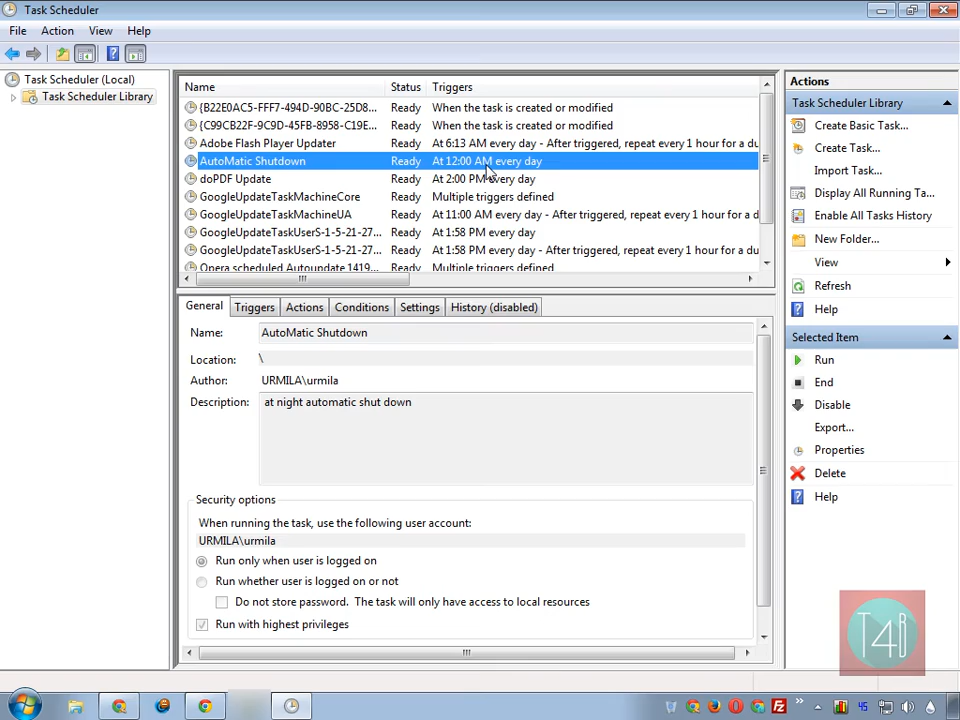 Task Scheduler
File Action View Help
Task Scheduler (Local)
Task Scheduler Library
Name Status Triggers
{B22E0AC5-FFF7-494D-90BC-25D8... Ready When the task is created or modified
{C99CB22F-9C9D-45FB-8958-C19E... Ready When the task is created or modified
Adobe Flash Player Updater Ready At 6:13 AM every day - After triggered, repeat every 1 hour for a du
AutoMatic Shutdown Ready At 12:00 AM every day
doPDF Update Ready At 2:00 PM every day
GoogleUpdateTaskMachineCore Ready Multiple triggers defined
GoogleUpdateTaskMachineUA Ready At 11:00 AM every day - After triggered, repeat every 1 hour for a d
GoogleUpdateTaskUserS-1-5-21-27... Ready At 1:58 PM every day
GoogleUpdateTaskUserS-1-5-21-27... Ready At 1:58 PM every day - After triggered, repeat every 1 hour for a du
Opera scheduled Autoupdate 1419... Ready Multiple triggers defined
General Triggers Actions Conditions Settings History (disabled)
Name: AutoMatic Shutdown
Location: \
Author: URMILA\urmila
Description: at night automatic shut down
Security options
When running the task, use the following user account:
URMILA\urmila
Run only when user is logged on
Run whether user is logged on or not
Do not store password. The task will only have access to local resources
Run with highest privileges
Actions
Task Scheduler Library
Create Basic Task...
Create Task...
Import Task...
Display All Running Ta...
Enable All Tasks History
New Folder...
View
Refresh
Help
Selected Item
Run
End
Disable
Export...
Properties
Delete
Help
T4B
45